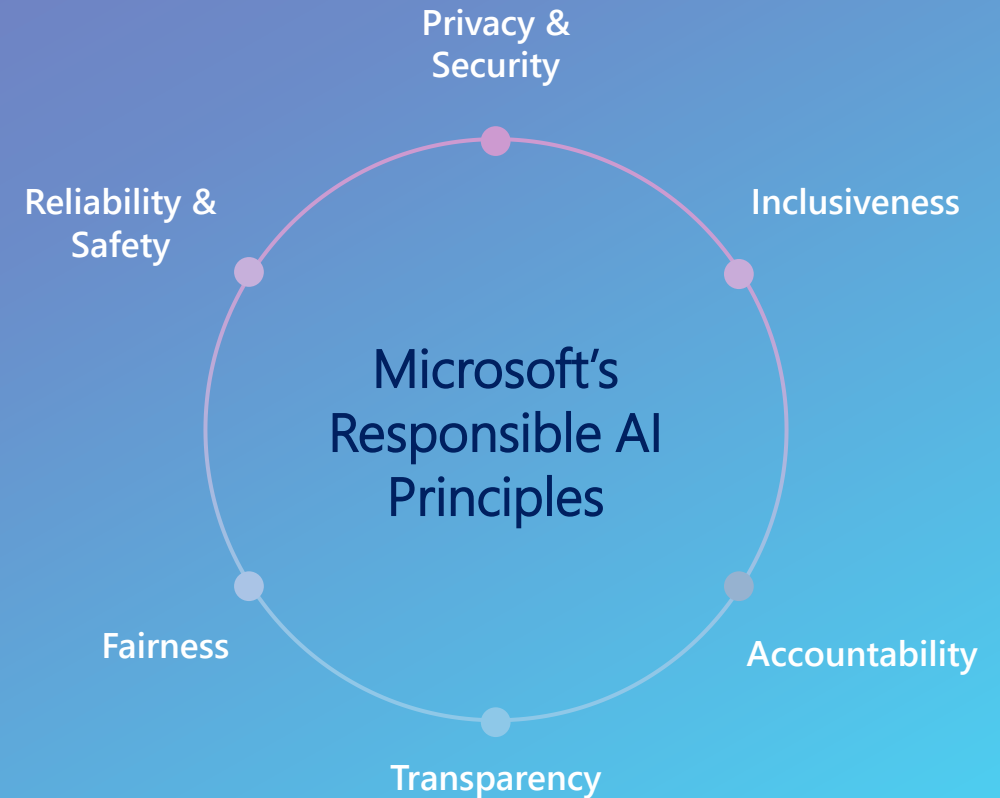 Privacy &
Security
Reliability &
Safety
Inclusiveness
Microsoft’s
Responsible AI
Principles
Fairness
Accountability
Transparency